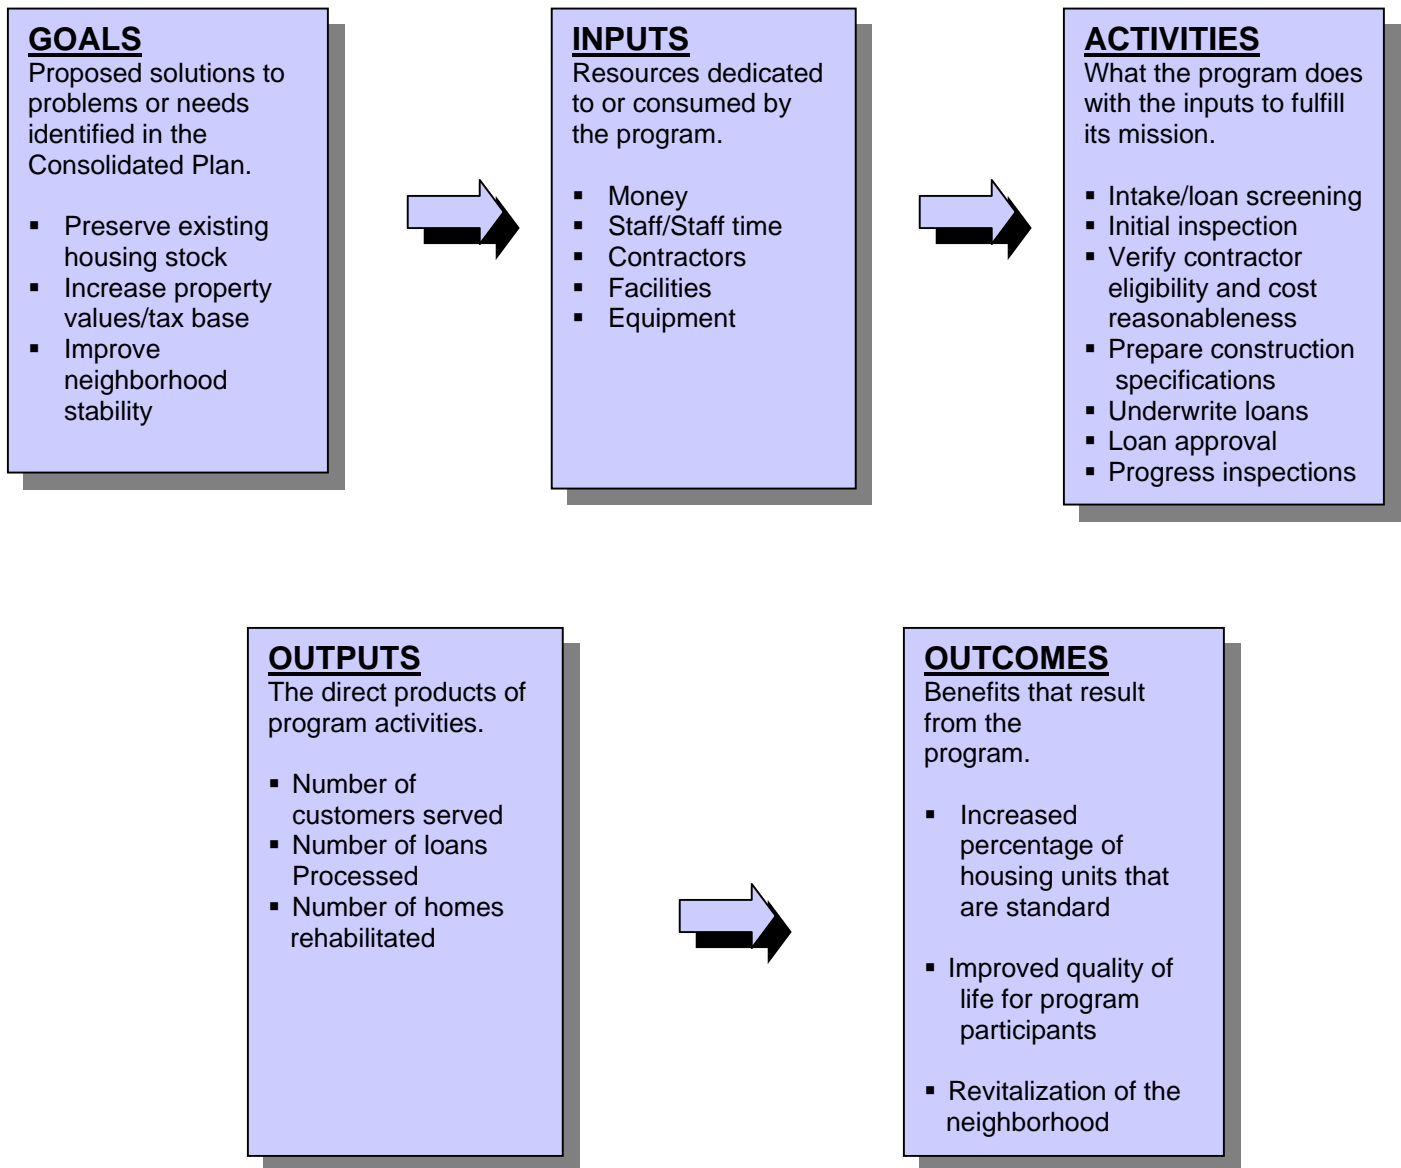 GOALS
Proposed solutions to
problems or needs
identified in the
Consolidated Plan.
▪ Preserve existing
housing stock
▪ Increase property
values/tax base
▪ Improve
neighborhood
stability
INPUTS
Resources dedicated
to or consumed by
the program.
▪ Money
▪ Staff/Staff time
▪ Contractors
▪ Facilities
▪ Equipment
ACTIVITIES
What the program does
with the inputs to fulfill
its mission.
▪ Intake/loan screening
▪ Initial inspection
▪ Verify contractor
eligibility and cost
reasonableness
▪ Prepare construction
specifications
▪ Underwrite loans
▪ Loan approval
▪ Progress inspections
OUTPUTS
The direct products of
program activities.
▪ Number of
customers served
▪ Number of loans
Processed
▪ Number of homes
rehabilitated
OUTCOMES
Benefits that result
from the
program.
▪ Increased
percentage of
housing units that
are standard
▪ Improved quality of
life for program
participants
▪ Revitalization of the
neighborhood